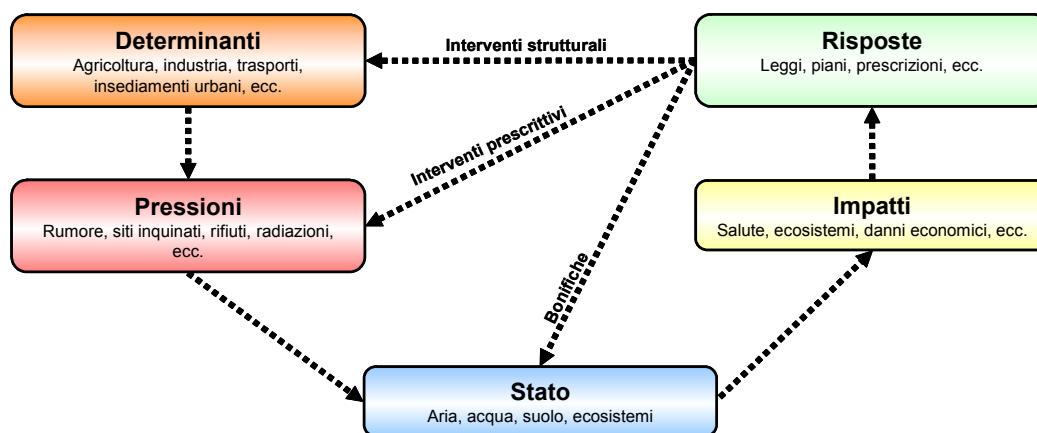 Determinanti
Agricoltura, industria, trasporti,
insediamenti urbani, ecc.
Interventi strutturali
Risposte
Leggi, piani, prescrizioni, ecc.
Interventi prescrittivi
Pressioni
Rumore, siti inquinati, rifiuti, radiazioni,
ecc.
Impatti
Salute, ecosistemi, danni economici, ecc.
Bonifiche
Stato
Aria, acqua, suolo, ecosistemi